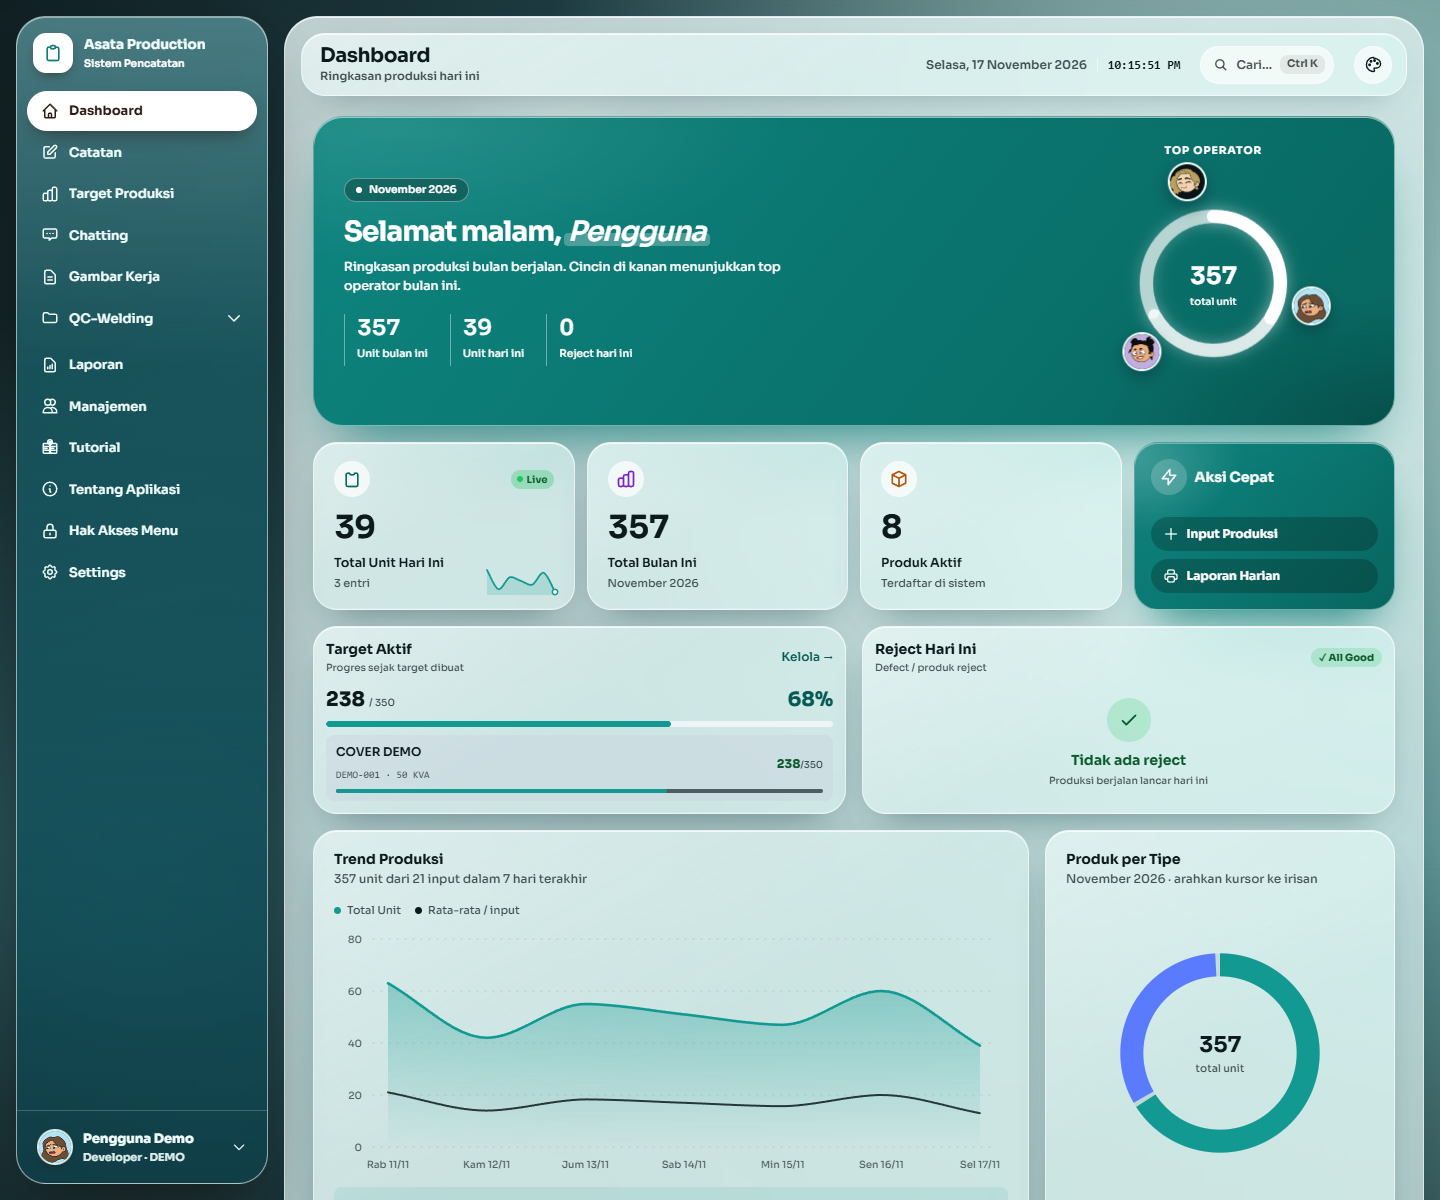 Asata Production
Sistem Pencatatan
Dashboard
Catatan
Target Produksi
Chatting
Gambar Kerja
QC-Welding
Laporan
Manajemen
Tutorial
Tentang Aplikasi
Hak Akses Menu
Settings
Pengguna Demo
Developer · DEMO
Dashboard
Ringkasan produksi hari ini
Selasa, 17 November 2026
10:15:51 PM
Cari...
Ctrl K
November 2026
Selamat malam, Pengguna
Ringkasan produksi bulan berjalan. Cincin di kanan menunjukkan top
operator bulan ini.
357
Unit bulan ini
39
Unit hari ini
0
Reject hari ini
TOP OPERATOR
357
total unit
Live
39
Total Unit Hari Ini
3 entri
357
Total Bulan Ini
November 2026
8
Produk Aktif
Terdaftar di sistem
Aksi Cepat
Input Produksi
Laporan Harian
Target Aktif
Progres sejak target dibuat
Kelola →
238 / 350
68%
COVER DEMO
DEMO-001 · 50 KVA
238/350
Reject Hari Ini
Defect / produk reject
✓ All Good
Tidak ada reject
Produksi berjalan lancar hari ini
Trend Produksi
357 unit dari 21 input dalam 7 hari terakhir
Total Unit
Rata-rata / input
80
60
40
20
0
Rab 11/11
Kam 12/11
Jum 13/11
Sab 14/11
Min 15/11
Sen 16/11
Sel 17/11
Produk per Tipe
November 2026 · arahkan kursor ke irisan
357
total unit